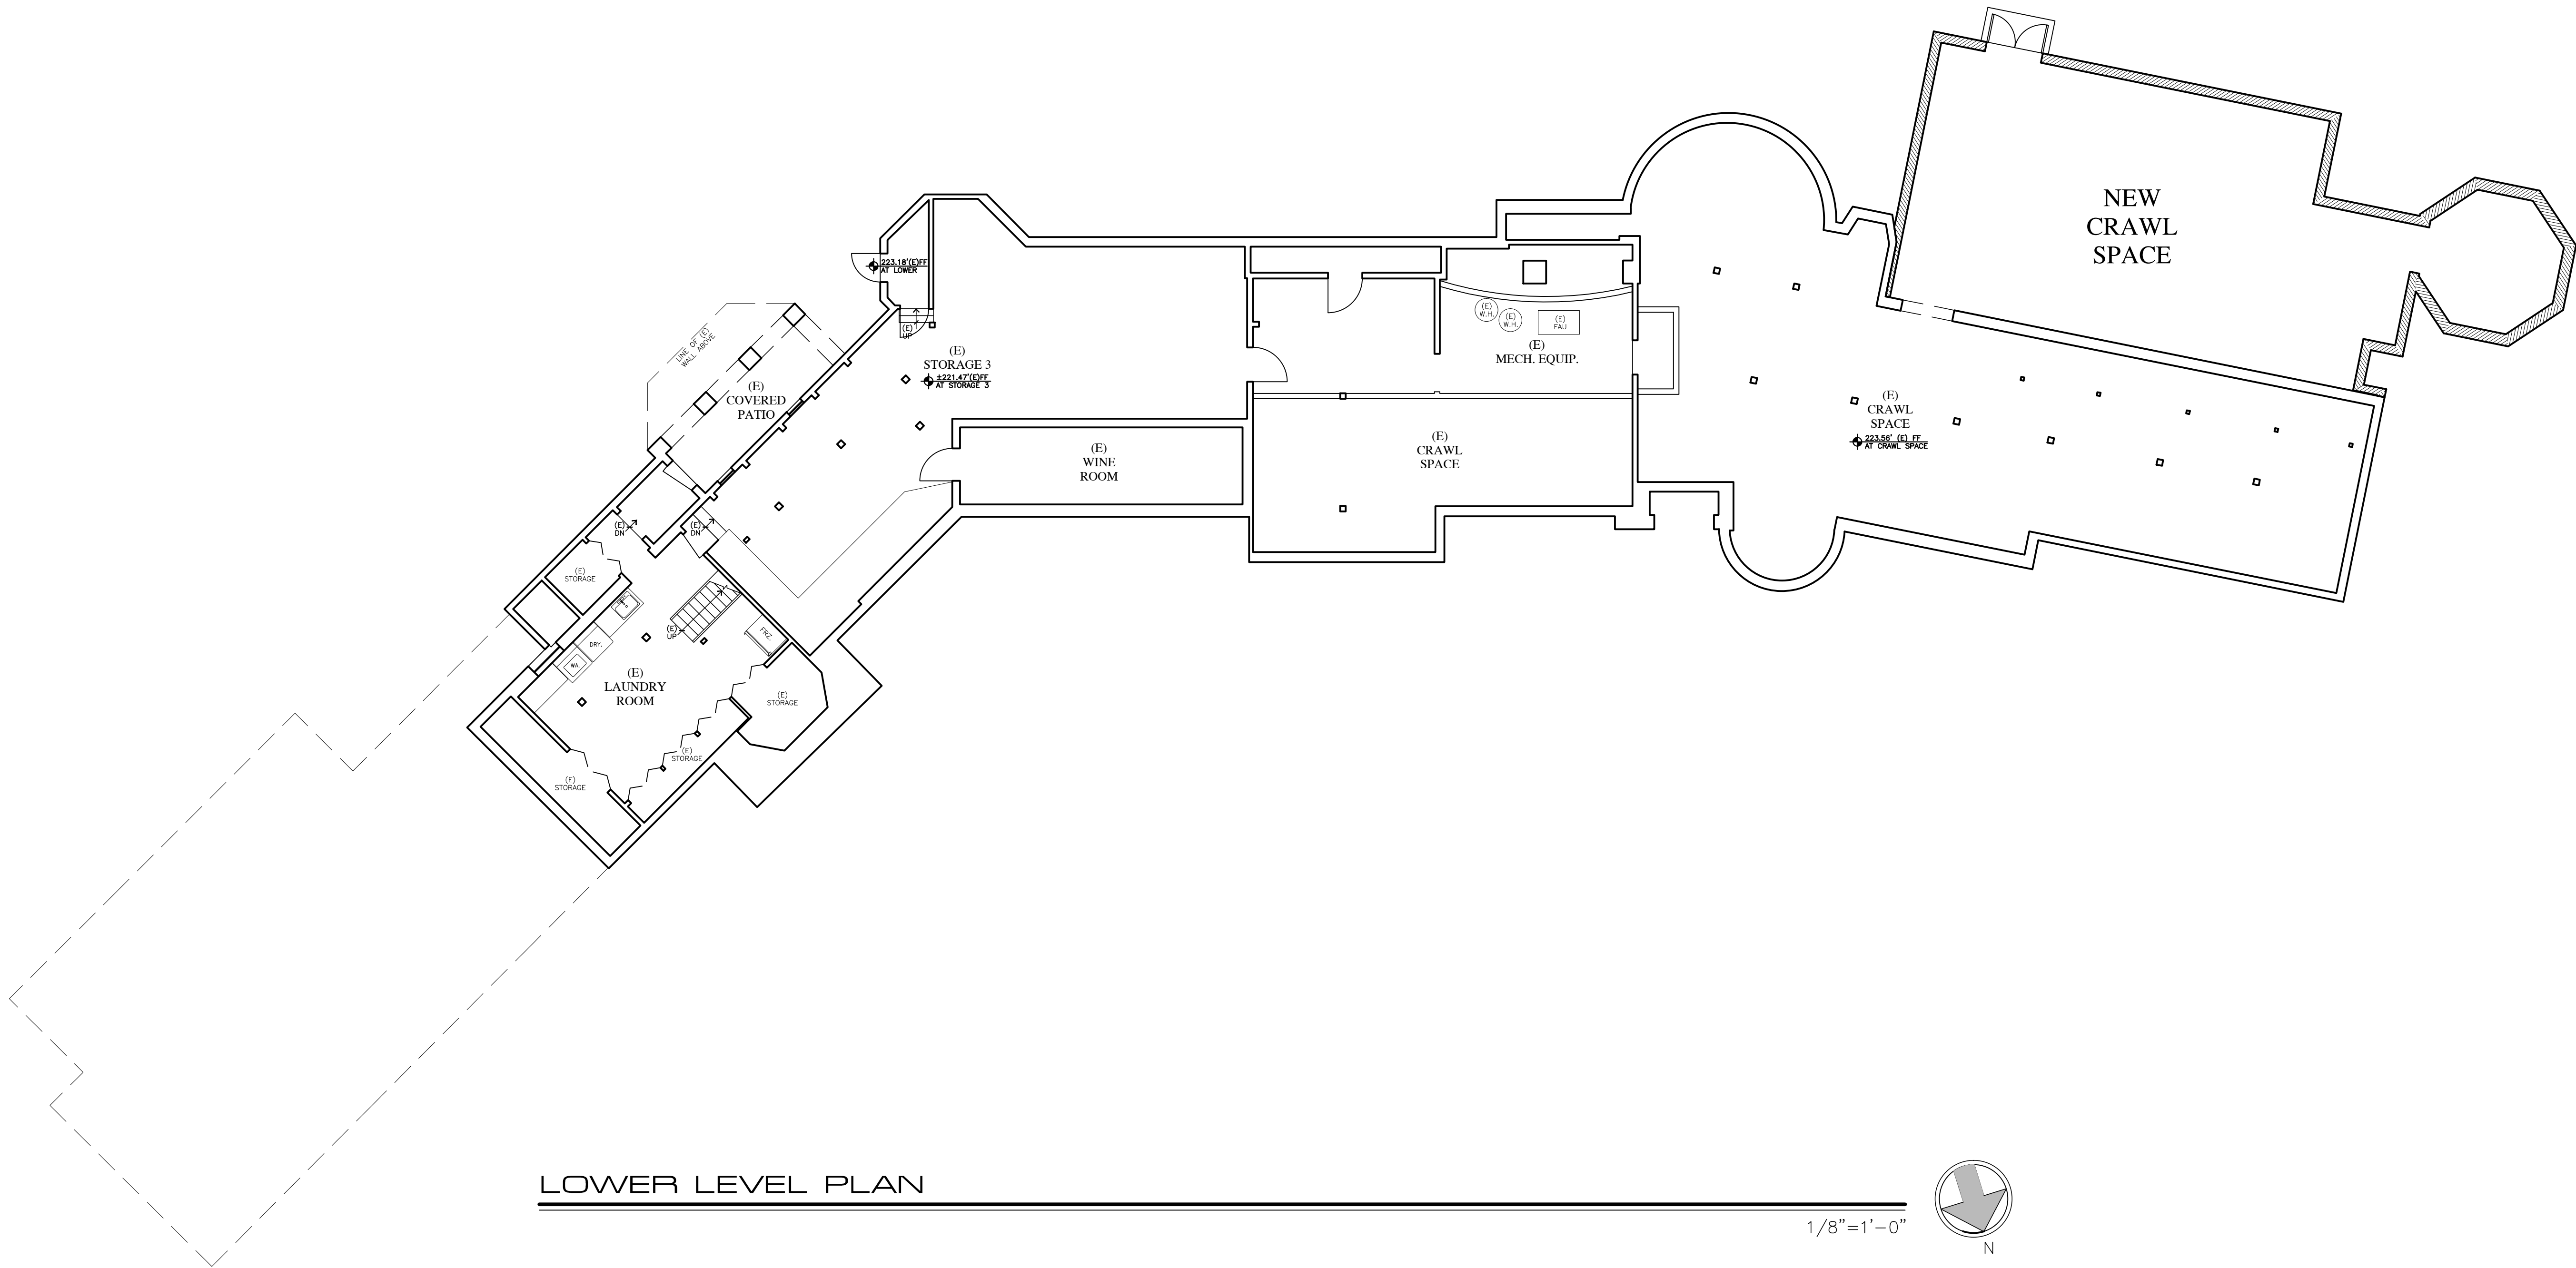 NEW
CRAWL
SPACE
223.18'(E)FF
AT LOWER
(E)
UP
LINE OF (E)
WALL ABOVE
(E)
COVERED
PATIO
(E)
STORAGE 3
±221.47'(E)FF
AT STORAGE 3
(E)
W.H.
(E)
W.H.
(E)
FAU
(E)
MECH. EQUIP.
(E)
CRAWL
SPACE
223.56' (E) FF
AT CRAWL SPACE
(E)
WINE
ROOM
(E)
CRAWL
SPACE
(E)
DN
(E)
DN
(E)
STORAGE
(E)
UP
FRZ.
DRY.
WA.
(E)
LAUNDRY
ROOM
(E)
STORAGE
(E)
STORAGE
(E)
STORAGE
LOWER LEVEL PLAN
1/8"=1'-0"
N